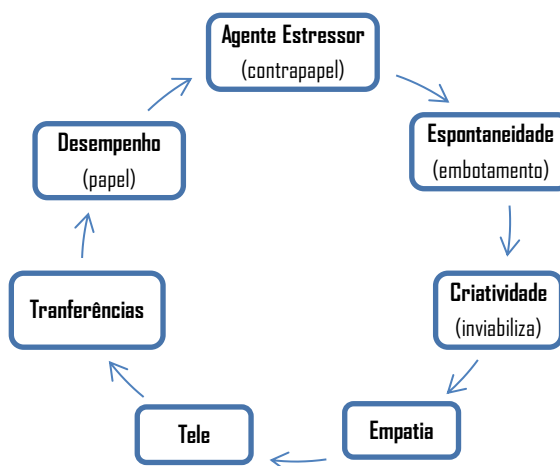 Agente Estressor
(contrapapel)
Espontaneidade
(embotamento)
Criatividade
(inviabiliza)
Empatia
Tele
Tranferências
Desempenho
(papel)